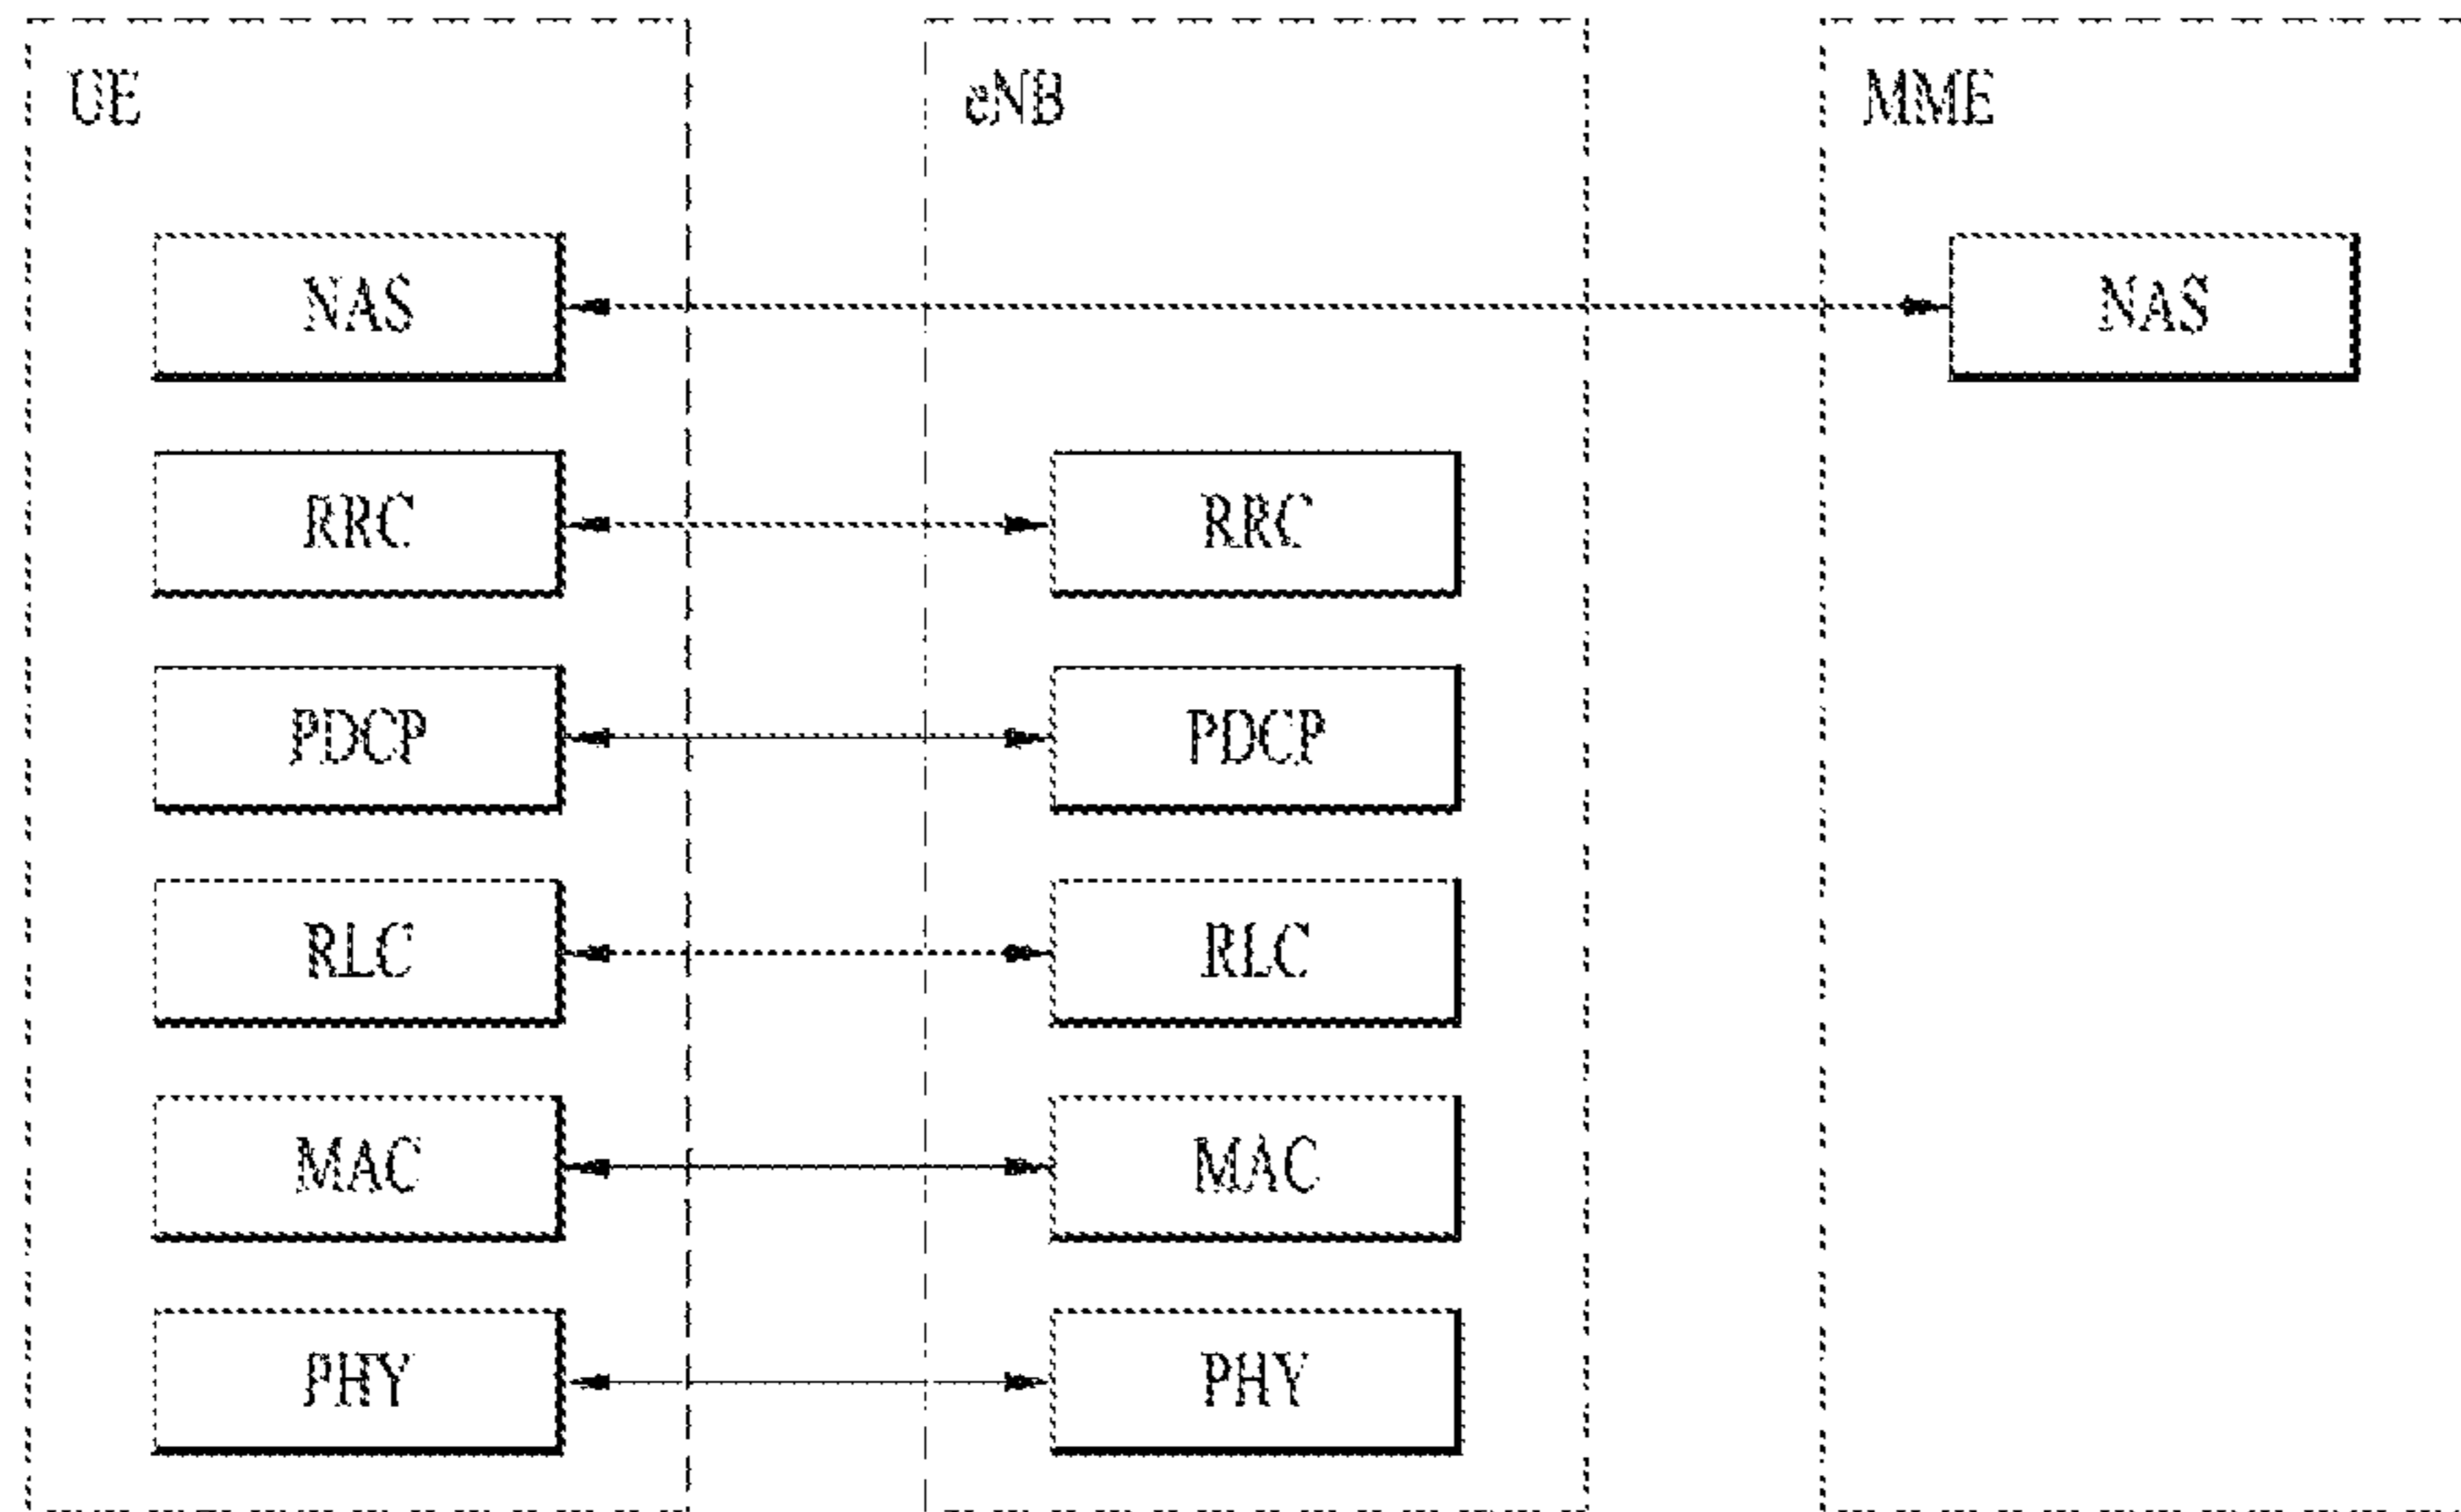 UE
eNB
MME
NAS
NAS
RRC
RRC
PDCP
PDCP
RLC
RLC
MAC
MAC
PHY
PHY